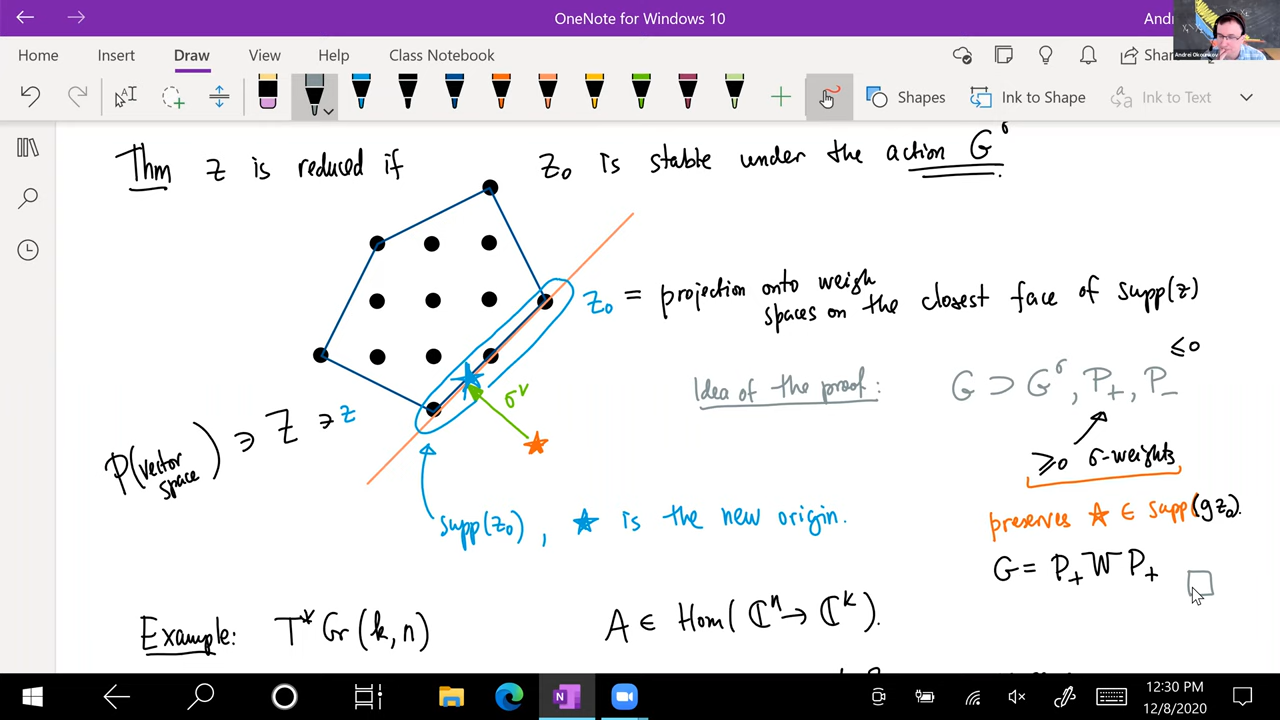 OneNote for Windows 10
Andrei Okounkov
Home Insert Draw View Help Class Notebook
Shapes Ink to Shape Ink to Text
Thm Z is reduced if Z₀ is stable under the action G^σ
Z₀ = projection onto weigh
spaces on the closest face of supp(z)
≤0
Idea of the proof: G ⊃ G^σ, P₊, P₋
σ^∨
P(vector space) ∋ Z ∋ z
≥0 σ-weights
supp(z₀), ★ is the new origin.
preserves ★ ∈ supp(gz₀).
G = P₊WP₊ □
Example: T*Gr(k,n) A ∈ Hom(ℂⁿ→ℂᵏ).
12:30 PM
12/8/2020